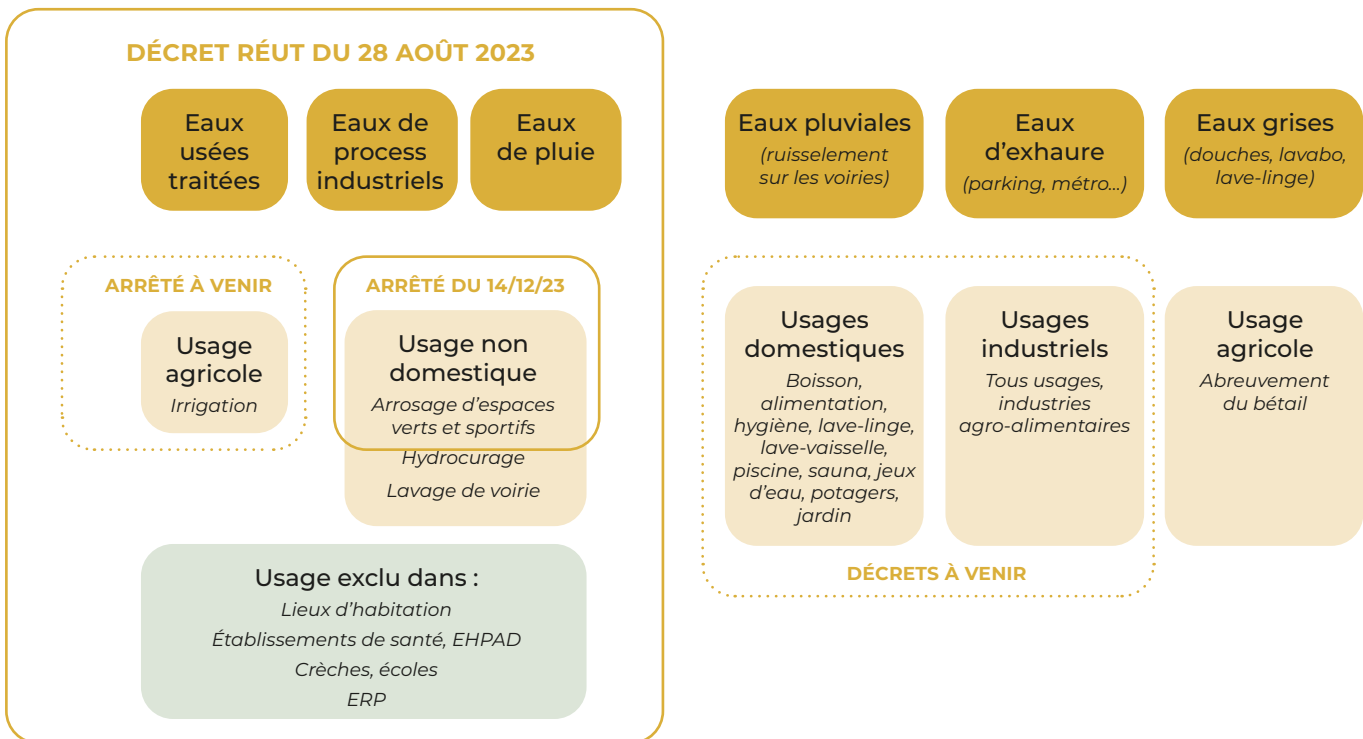 DÉCRET RÉUT DU 28 AOÛT 2023
Eaux
usées
traitées
Eaux de
process
industriels
Eaux
de pluie
Eaux pluviales
(ruisselement
sur les voiries)
Eaux
d'exhaure
(parking, métro...)
Eaux grises
(douches, lavabo,
lave-linge)
ARRÊTÉ À VENIR
Usage
agricole
Irrigation
ARRÊTÉ DU 14/12/23
Usage non
domestique
Arrosage d'espaces
verts et sportifs
Hydrocurage
Lavage de voirie
Usages
domestiques
Boisson,
alimentation,
hygiène, lave-linge,
lave-vaisselle,
piscine, sauna, jeux
d'eau, potagers,
jardin
Usages
industriels
Tous usages,
industries
agro-alimentaires
Usage
agricole
Abreuvement
du bétail
DÉCRETS À VENIR
Usage exclu dans :
Lieux d'habitation
Établissements de santé, EHPAD
Crèches, écoles
ERP